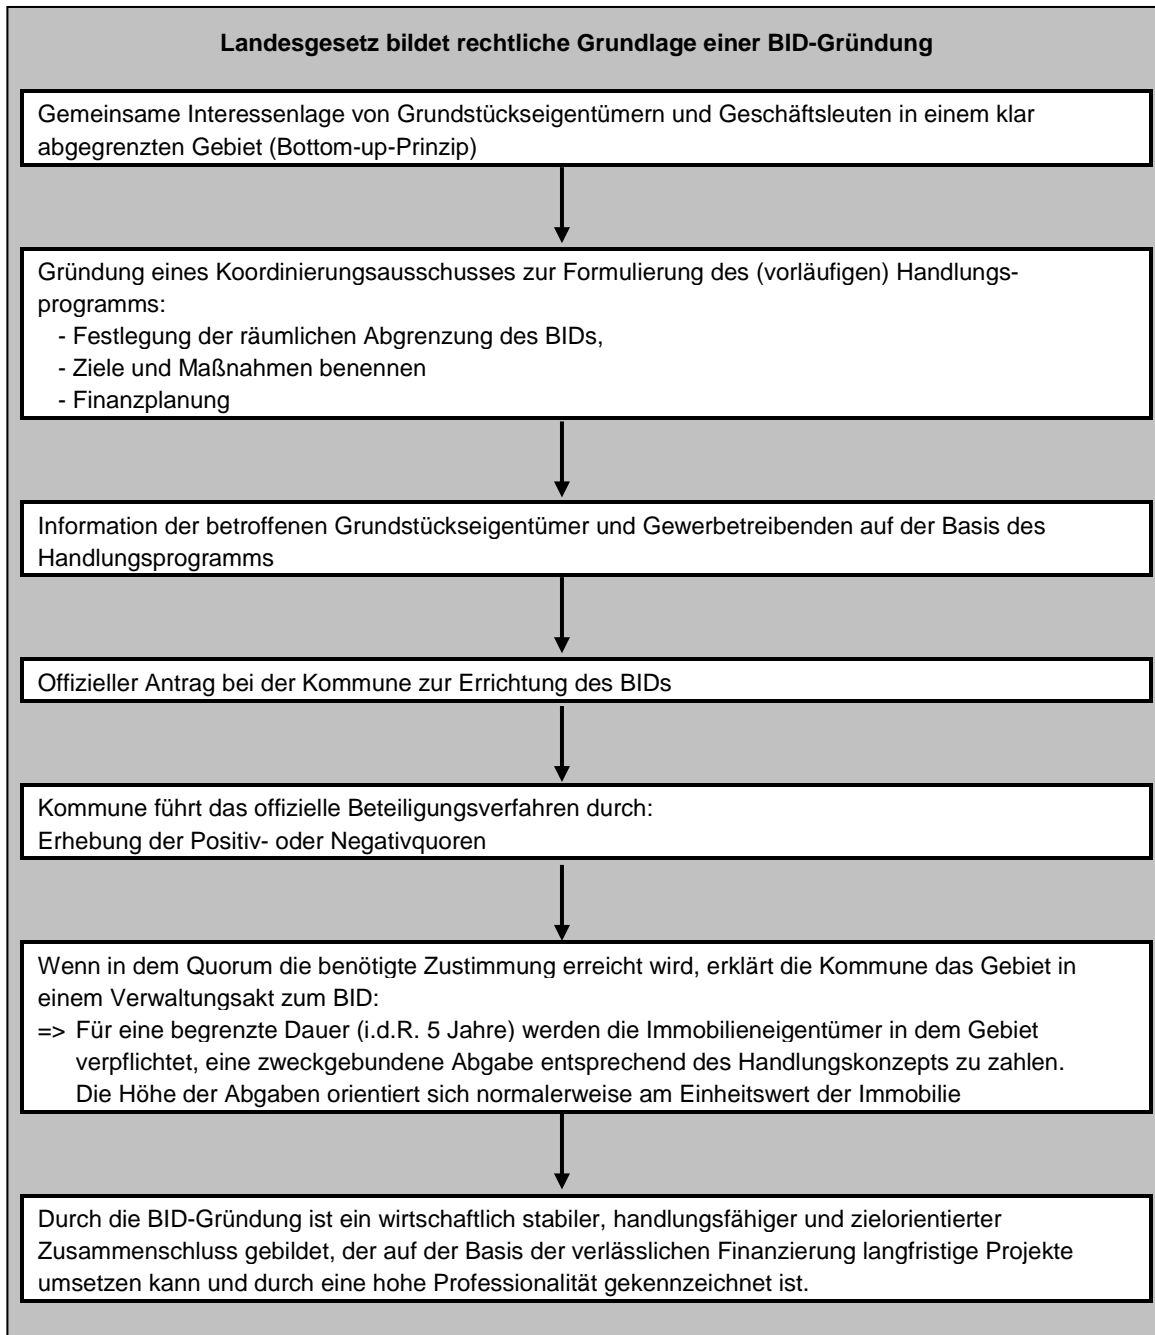 Landesgesetz bildet rechtliche Grundlage einer BID-Gründung
Gemeinsame Interessenlage von Grundstückseigentümern und Geschäftsleuten in einem klar
abgegrenzten Gebiet (Bottom-up-Prinzip)
Gründung eines Koordinierungsausschusses zur Formulierung des (vorläufigen) Handlungs-
programms:
- Festlegung der räumlichen Abgrenzung des BIDs,
- Ziele und Maßnahmen benennen
- Finanzplanung
Information der betroffenen Grundstückseigentümer und Gewerbetreibenden auf der Basis des
Handlungsprogramms
Offizieller Antrag bei der Kommune zur Errichtung des BIDs
Kommune führt das offizielle Beteiligungsverfahren durch:
Erhebung der Positiv- oder Negativquoren
Wenn in dem Quorum die benötigte Zustimmung erreicht wird, erklärt die Kommune das Gebiet in
einem Verwaltungsakt zum BID:
=> Für eine begrenzte Dauer (i.d.R. 5 Jahre) werden die Immobilieneigentümer in dem Gebiet
verpflichtet, eine zweckgebundene Abgabe entsprechend des Handlungskonzepts zu zahlen.
Die Höhe der Abgaben orientiert sich normalerweise am Einheitswert der Immobilie
Durch die BID-Gründung ist ein wirtschaftlich stabiler, handlungsfähiger und zielorientierter
Zusammenschluss gebildet, der auf der Basis der verlässlichen Finanzierung langfristige Projekte
umsetzen kann und durch eine hohe Professionalität gekennzeichnet ist.